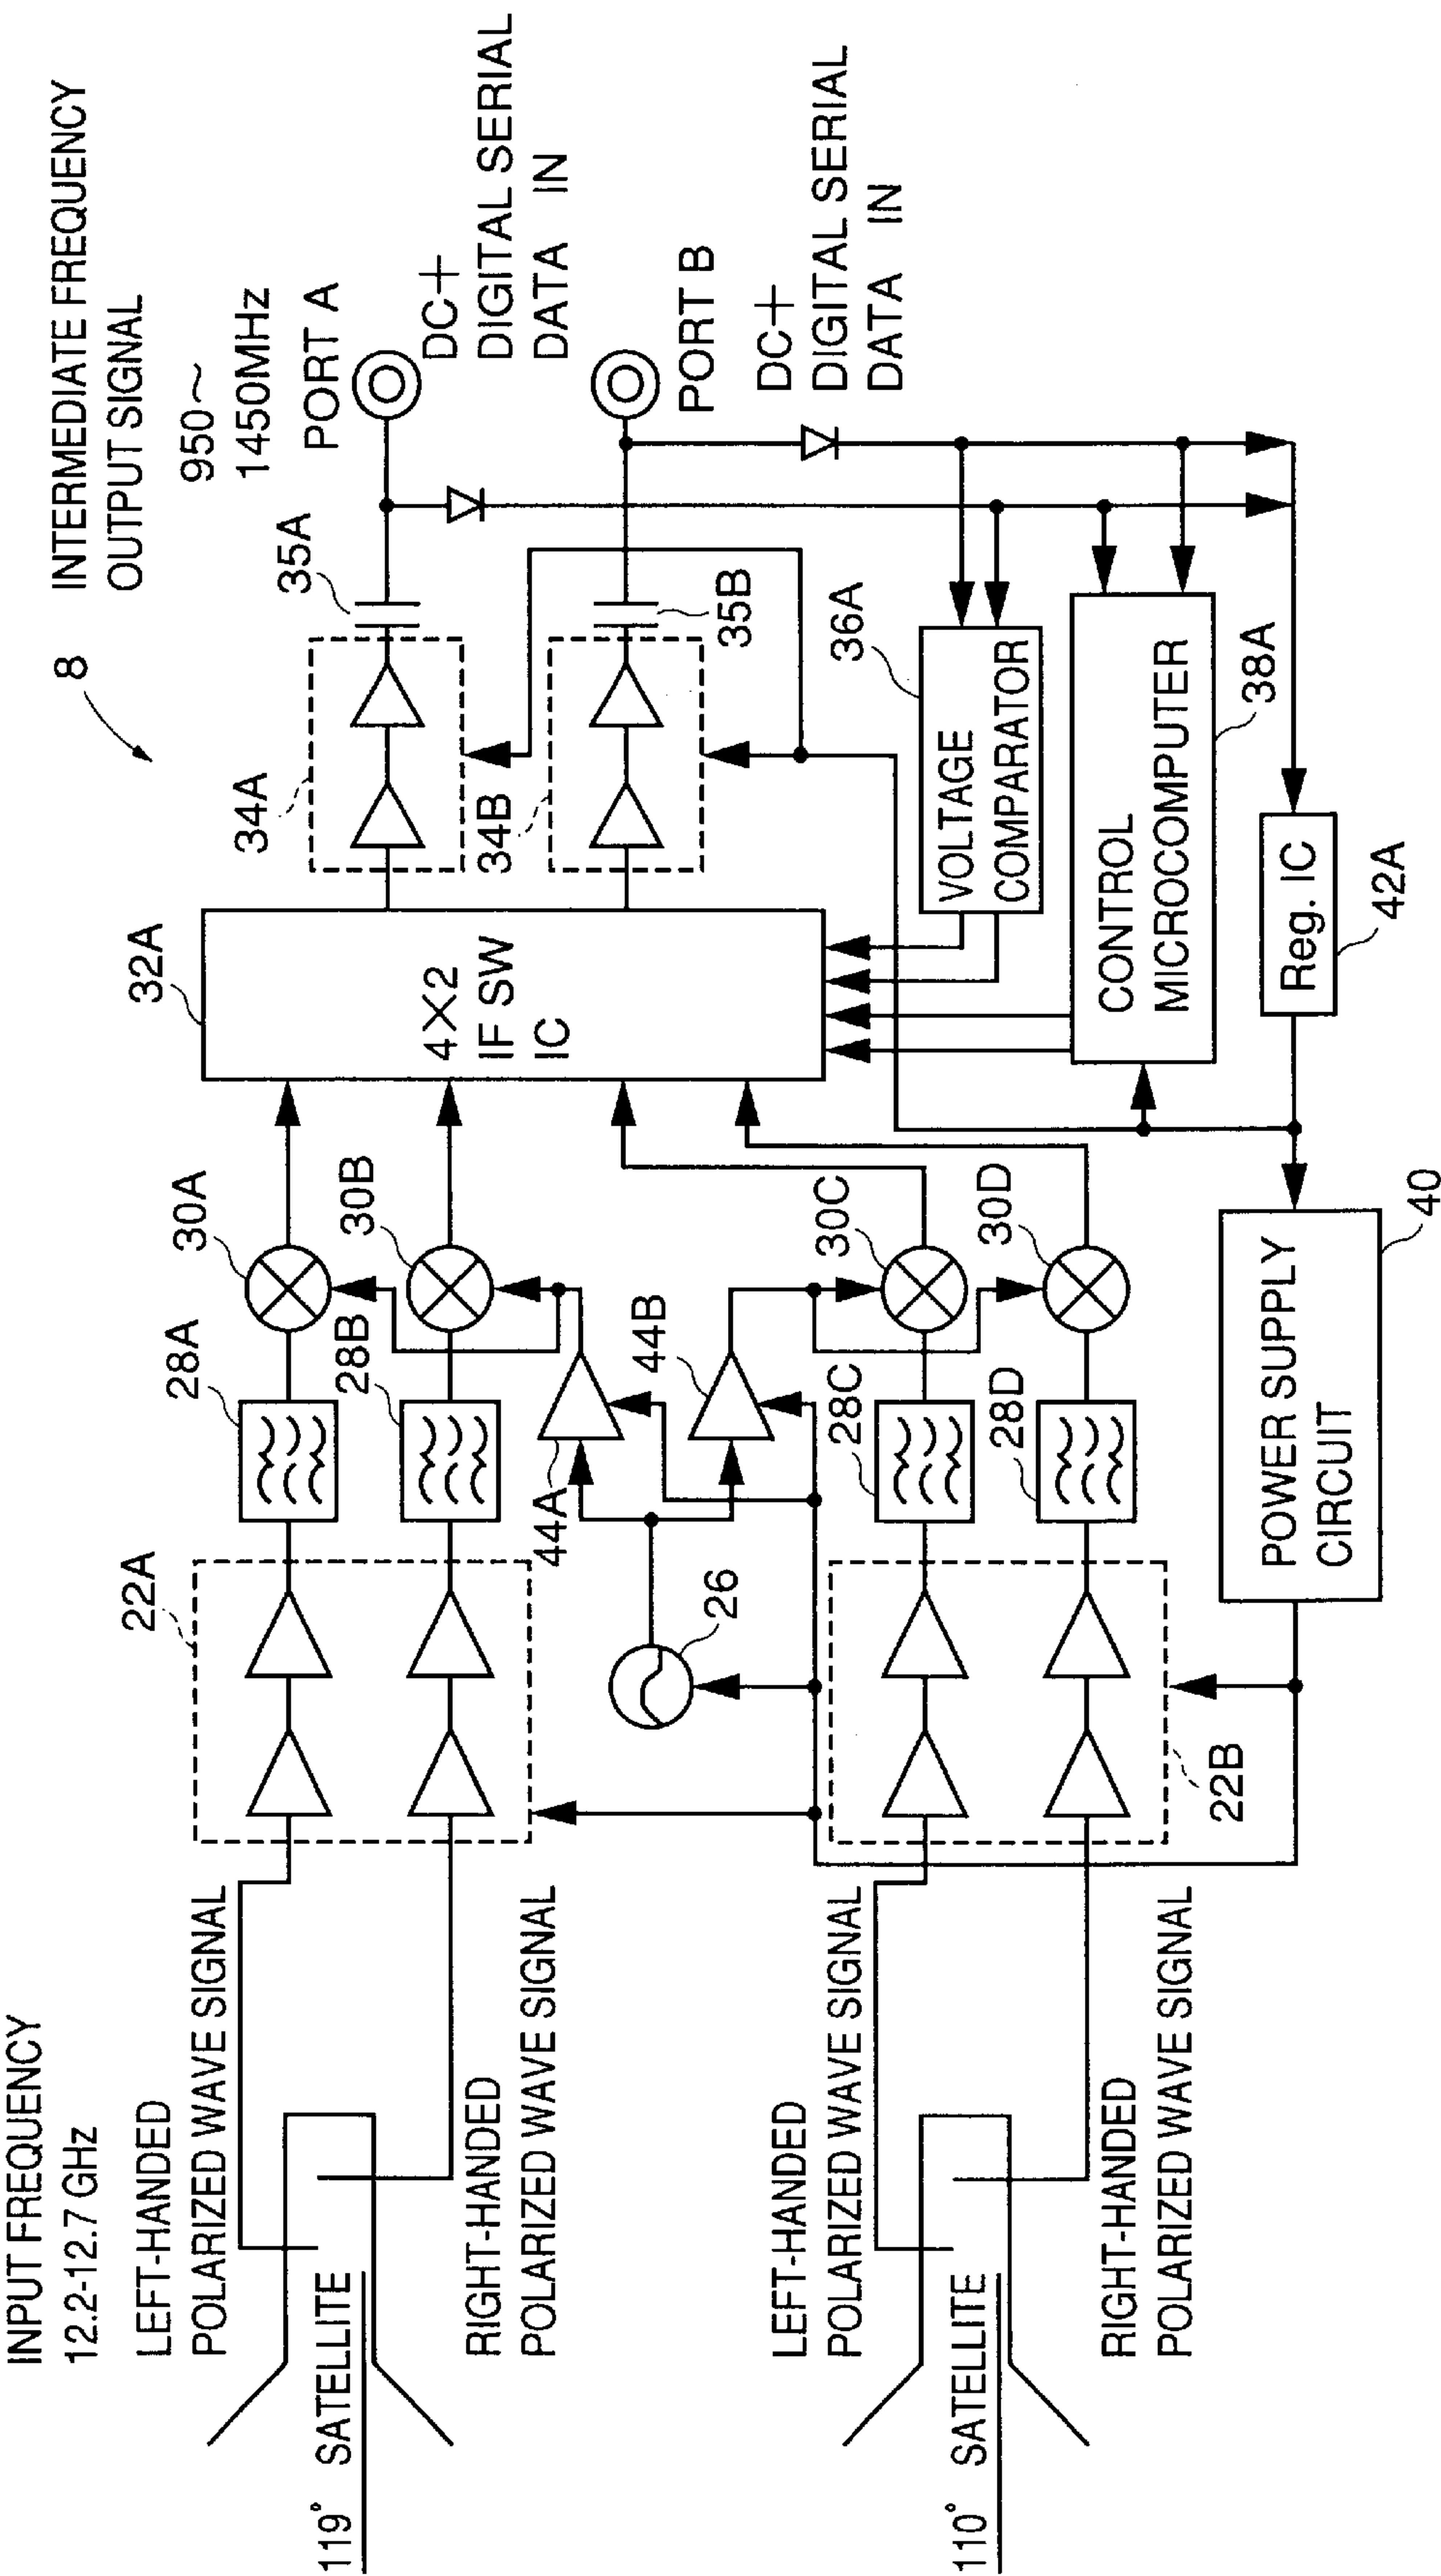 INPUT FREQUENCY
12.2-12.7 GHz
LEFT-HANDED
POLARIZED WAVE SIGNAL
119° SATELLITE
RIGHT-HANDED
POLARIZED WAVE SIGNAL
LEFT-HANDED
POLARIZED WAVE SIGNAL
110° SATELLITE
RIGHT-HANDED
POLARIZED WAVE SIGNAL
22A
22B
26
28A
28B
44A
44B
28C
28D
30A
30B
30C
30D
POWER SUPPLY
CIRCUIT
40
32A
4×2
IF SW
IC
34A
34B
35A
35B
36A
VOLTAGE
COMPARATOR
CONTROL
MICROCOMPUTER
38A
Reg. IC
42A
8
INTERMEDIATE FREQUENCY
OUTPUT SIGNAL
950~
1450MHz
PORT A
DC+
DIGITAL SERIAL
DATA IN
PORT B
DC+
DIGITAL SERIAL
DATA IN